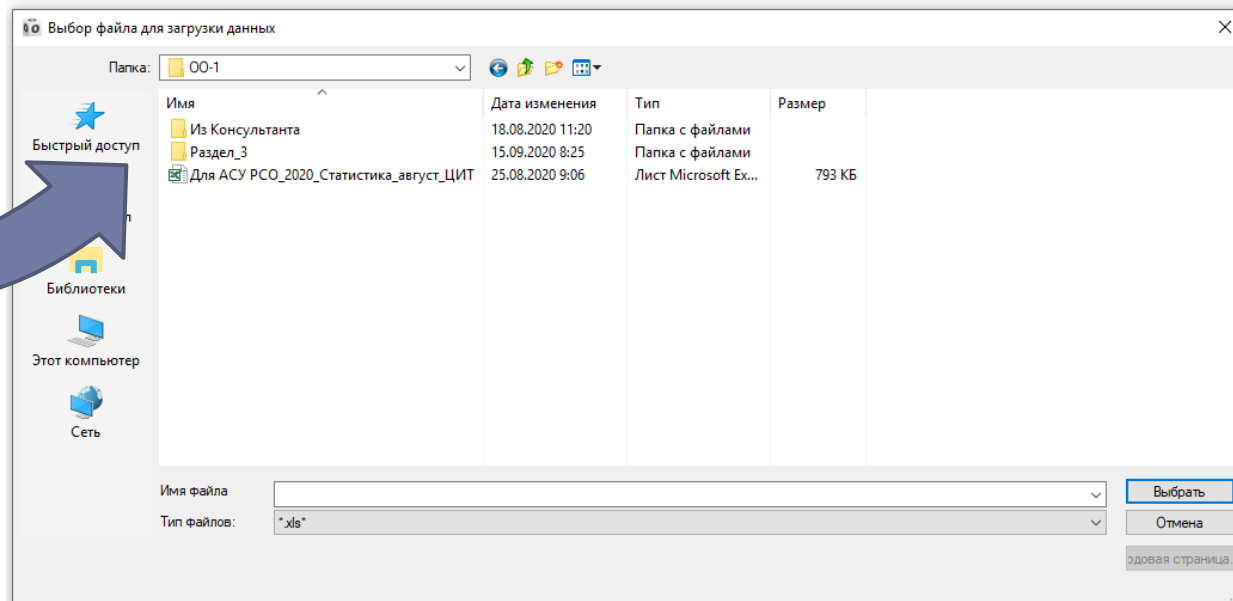 Выбор файла для загрузки данных
Папка: ОО-1
Имя Дата изменения Тип Размер
Из Консультанта 18.08.2020 11:20 Папка с файлами
Раздел_3 15.09.2020 8:25 Папка с файлами
Для АСУ РСО_2020_Статистика_август_ЦИТ 25.08.2020 9:06 Лист Microsoft Ex... 793 КБ
Быстрый доступ
Библиотеки
Этот компьютер
Сеть
Имя файла Выбрать
Тип файлов: *.xls* Отмена
страница.